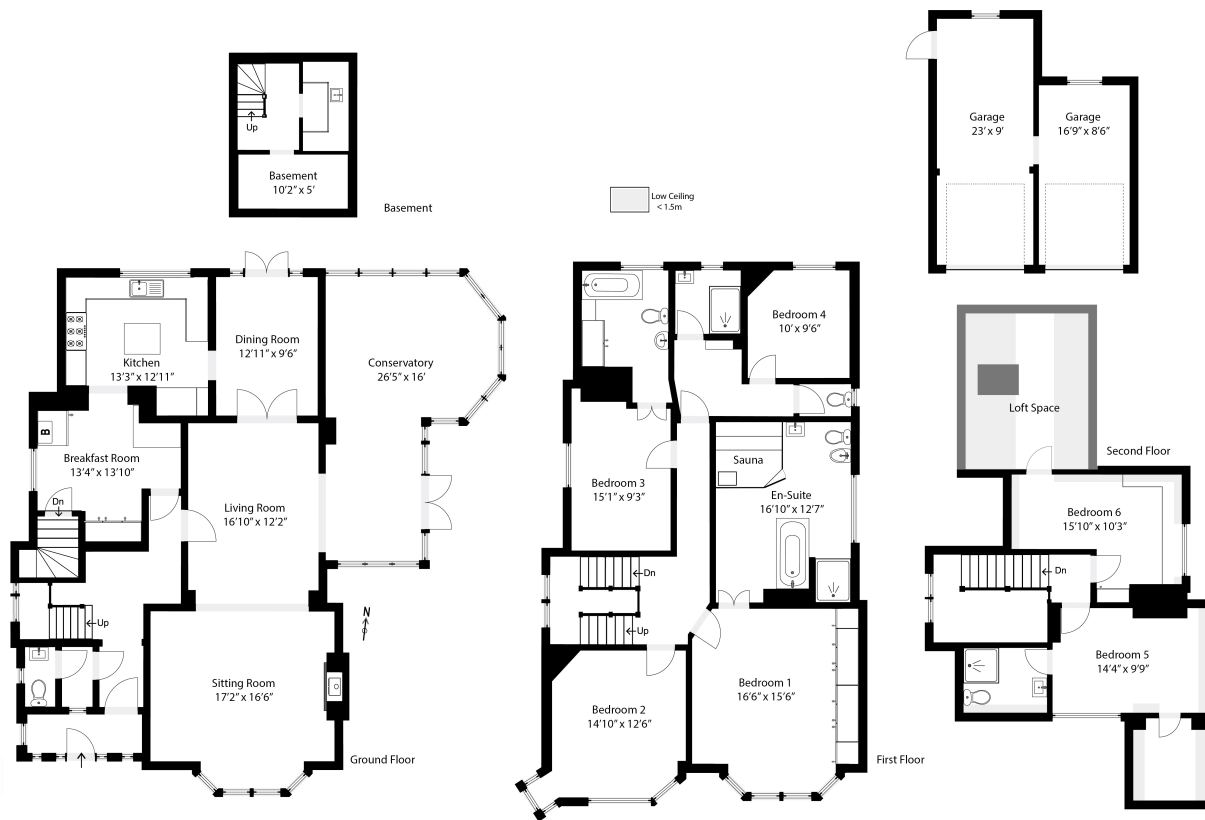 Up
Basement
10'2" x 5'
Basement
Low Ceiling
< 1.5m
Garage
23' x 9'
Garage
16'9" x 8'6"
Kitchen
13'3" x 12'11"
Dining Room
12'11" x 9'6"
Conservatory
26'5" x 16'
B
Breakfast Room
13'4" x 13'10"
Dn
Living Room
16'10" x 12'2"
Up
N
Sitting Room
17'2" x 16'6"
Ground Floor
Bedroom 4
10' x 9'6"
Sauna
Bedroom 3
15'1" x 9'3"
En-Suite
16'10" x 12'7"
Dn
Up
Bedroom 1
16'6" x 15'6"
Bedroom 2
14'10" x 12'6"
First Floor
Loft Space
Second Floor
Bedroom 6
15'10" x 10'3"
Dn
Bedroom 5
14'4" x 9'9"